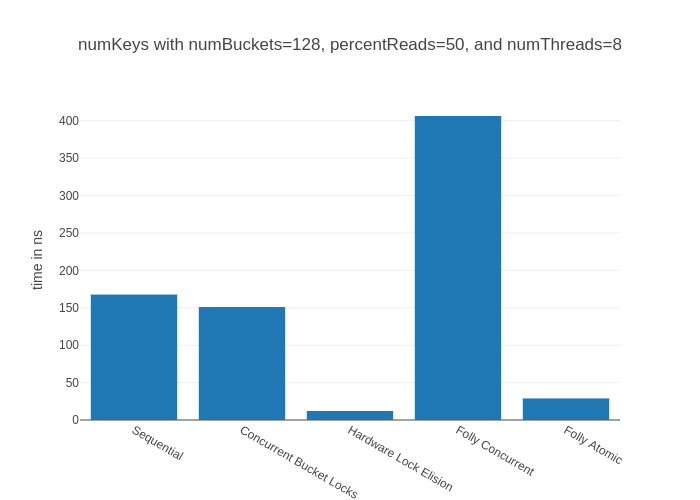 numKeys with numBuckets=128, percentReads=50, and numThreads=8
time in ns
400
350
300
250
200
150
100
50
0
Sequential
Concurrent Bucket Locks
Hardware Lock Elision
Folly Concurrent
Folly Atomic